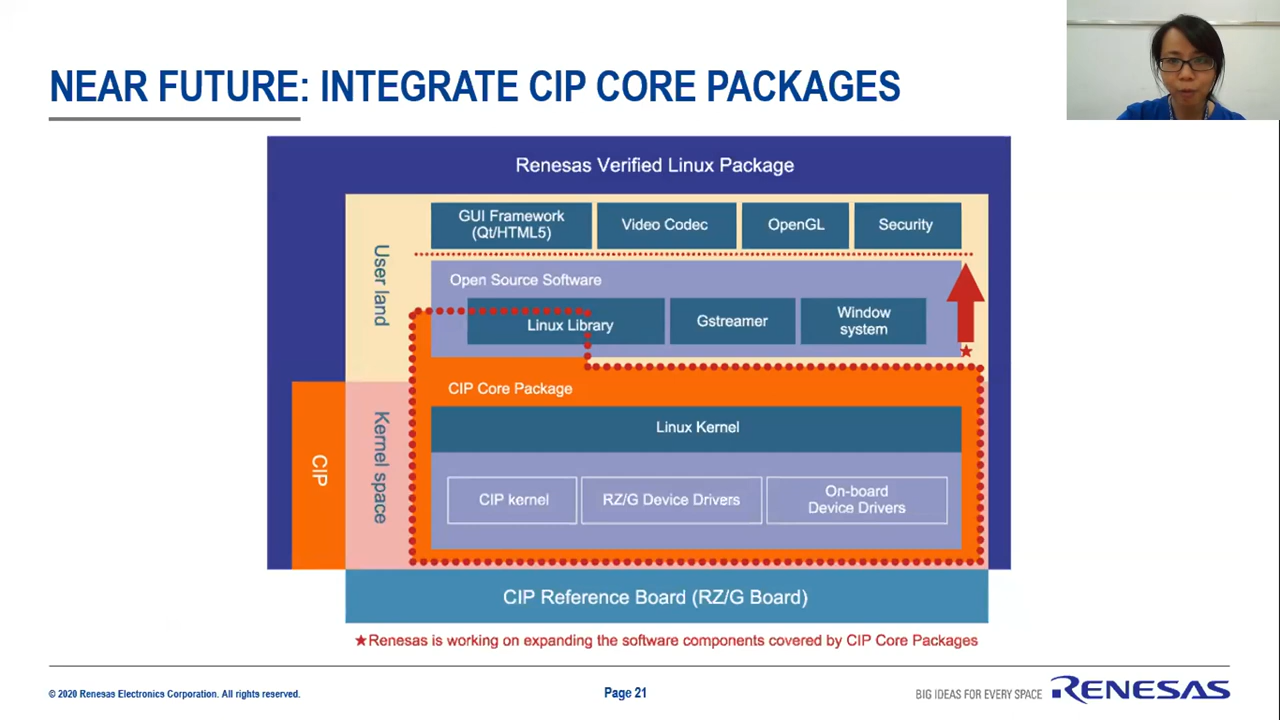 NEAR FUTURE: INTEGRATE CIP CORE PACKAGES
Renesas Verified Linux Package
User land
GUI Framework
(Qt/HTML5)
Video Codec
OpenGL
Security
Open Source Software
Linux Library
Gstreamer
Window
system
CIP
Kernel space
CIP Core Package
Linux Kernel
CIP kernel
RZ/G Device Drivers
On-board
Device Drivers
CIP Reference Board (RZ/G Board)
★Renesas is working on expanding the software components covered by CIP Core Packages
© 2020 Renesas Electronics Corporation. All rights reserved.
Page 21
BIG IDEAS FOR EVERY SPACE
RENESAS